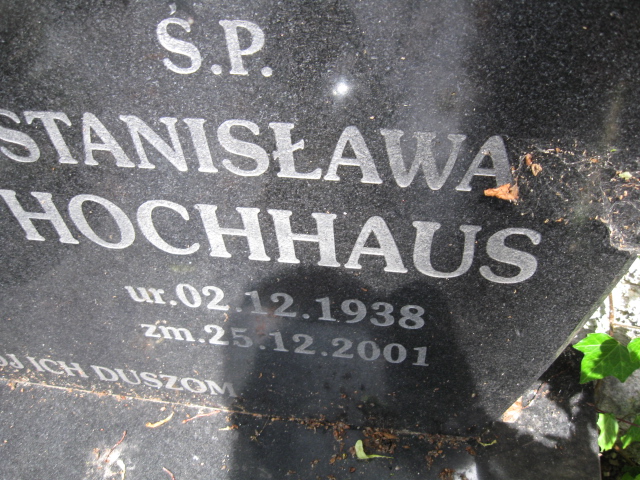 Ś.P.
STANISŁAWA
HOCHHAUS
ur.02.12.1938
zm.25.12.2001
ICH DUSZOM